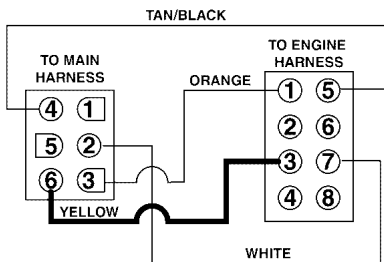 TAN/BLACK
TO MAIN
HARNESS
TO ENGINE
HARNESS
ORANGE
4 1
5 2
6 3
1 5
2 6
3 7
4 8
YELLOW
WHITE